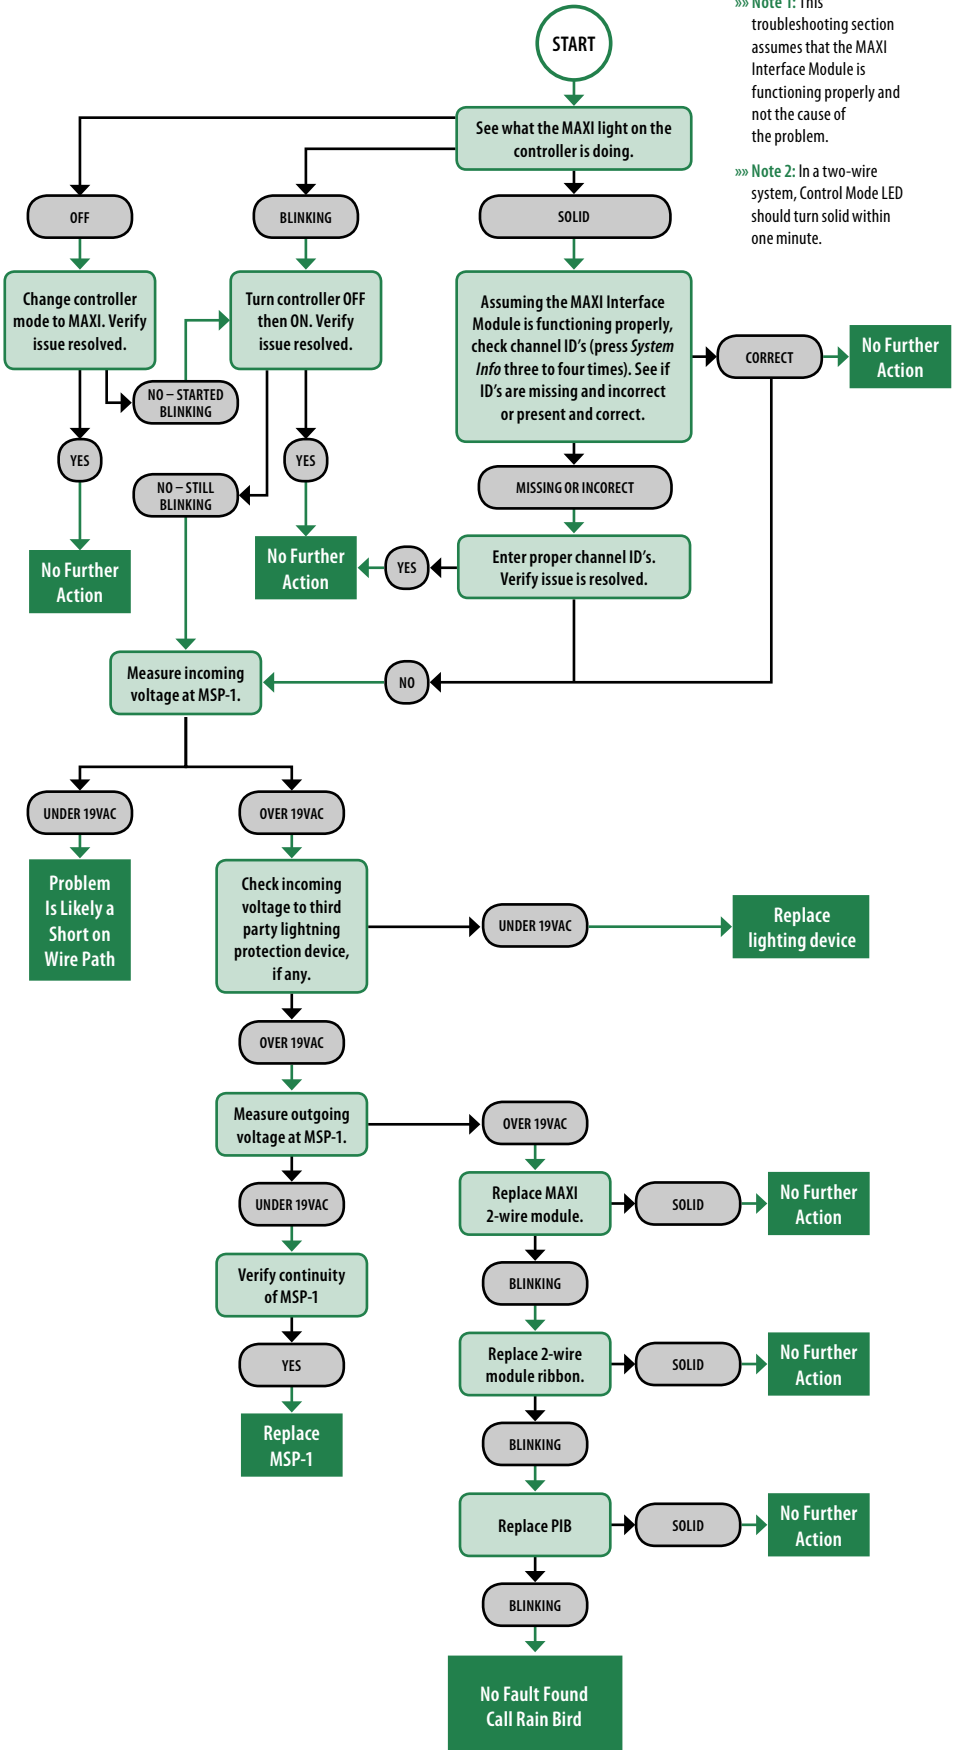 START
»» Note 1: This
troubleshooting section
assumes that the MAXI
Interface Module is
functioning properly and
not the cause of
the problem.
»» Note 2: In a two-wire
system, Control Mode LED
should turn solid within
one minute.
See what the MAXI light on the
controller is doing.
OFF
BLINKING
SOLID
Change controller
mode to MAXI. Verify
issue resolved.
Turn controller OFF
then ON. Verify
issue resolved.
Assuming the MAXI Interface
Module is functioning properly,
check channel ID's (press System
Info three to four times). See if
ID's are missing and incorrect
or present and correct.
CORRECT
No Further
Action
NO – STARTED
BLINKING
YES
YES
NO – STILL
BLINKING
MISSING OR INCORECT
No Further
Action
No Further
Action
YES
Enter proper channel ID's.
Verify issue is resolved.
Measure incoming
voltage at MSP-1.
NO
UNDER 19VAC
OVER 19VAC
Problem
Is Likely a
Short on
Wire Path
Check incoming
voltage to third
party lightning
protection device,
if any.
UNDER 19VAC
Replace
lighting device
OVER 19VAC
Measure outgoing
voltage at MSP-1.
OVER 19VAC
UNDER 19VAC
Replace MAXI
2-wire module.
SOLID
No Further
Action
Verify continuity
of MSP-1
BLINKING
YES
Replace 2-wire
module ribbon.
SOLID
No Further
Action
Replace
MSP-1
BLINKING
Replace PIB
SOLID
No Further
Action
BLINKING
No Fault Found
Call Rain Bird